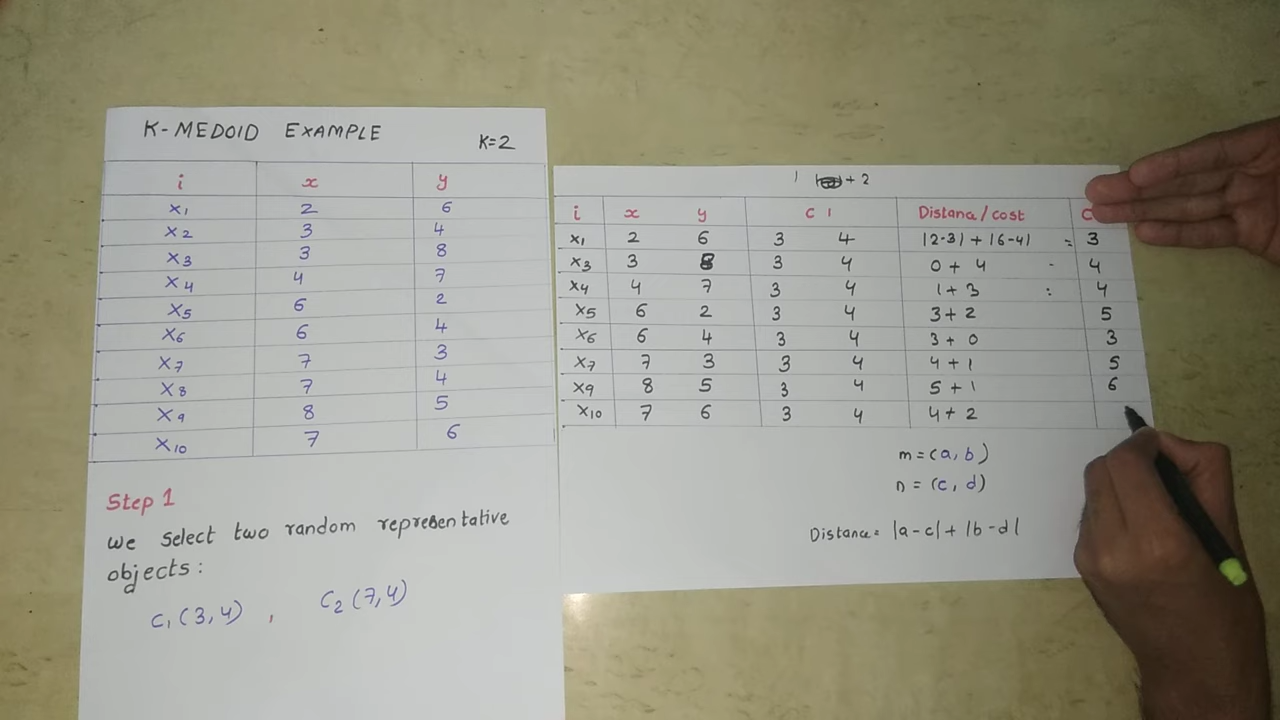 K-MEDOID EXAMPLE
K=2
i x y
X1 2 6
X2 3 4
X3 3 8
X4 4 7
X5 6 2
X6 6 4
X7 7 3
X8 7 4
X9 8 5
X10 7 6
Step 1
We select two random representative
objects:
C1(3,4) , C2(7,4)
+ 2
i x y C 1 Distance/cost C
X1 2 6 3 4 |2-3| + |6-4| = 3
X3 3 8 3 4 0 + 4 - 4
X4 4 7 3 4 1 + 3 : 4
X5 6 2 3 4 3 + 2 5
X6 6 4 3 4 3 + 0 3
X7 7 3 3 4 4 + 1 5
X9 8 5 3 4 5 + 1 6
X10 7 6 3 4 4 + 2
m = (a, b)
n = (c, d)
Distance = |a-c| + |b-d|